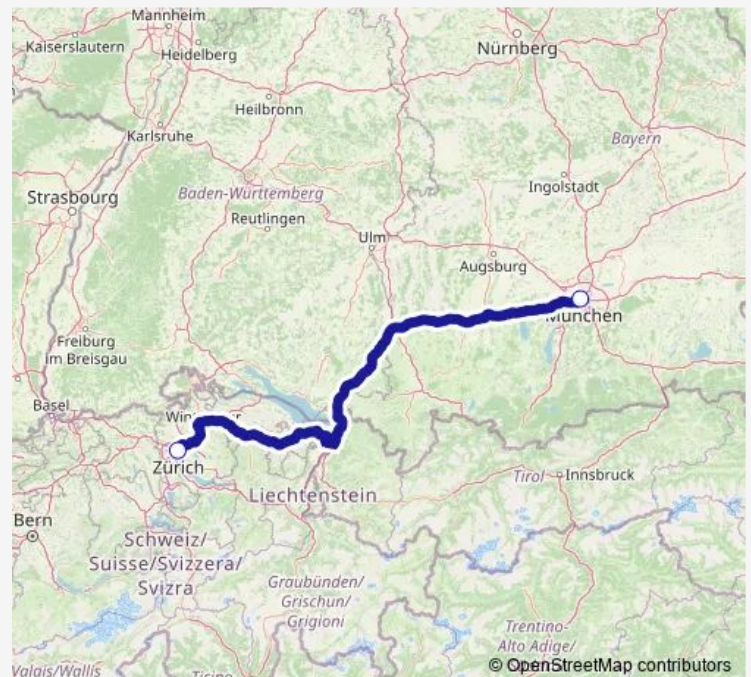 Mannheim
Kaiserslautern
Heidelberg
Nürnberg
Heilbronn
Karlsruhe
Bayern
Strasbourg
Baden-Württemberg
Ingolstadt
Reutlingen
Ulm
Augsburg
München
Freiburg
im Breisgau
Basel
Zürich
Liechtenstein
Tirol
Innsbruck
Bern
Schweiz/
Suisse/Svizzera/
Svizra
Graubünden/
Grischun/
Grigioni
Trentino-
Alto Adige/
© OpenStreetMap contributors
Valais/Wallis